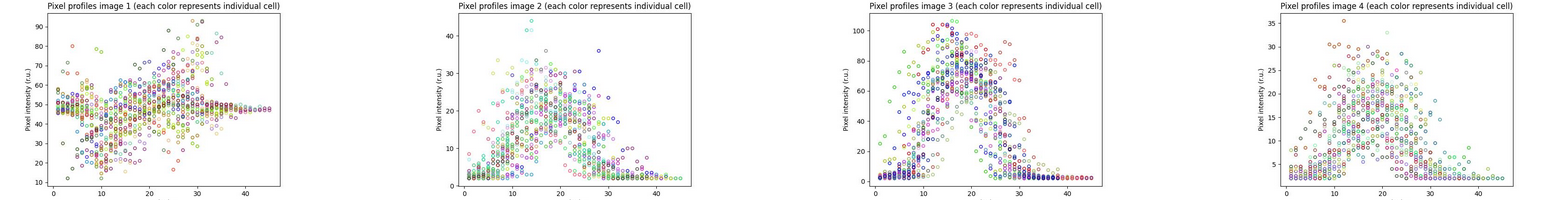 Pixel profiles image 1 (each color represents individual cell)
Pixel intensity (r.u.)
90
80
70
60
50
40
30
20
10
0 10 20 30 40
Pixel profiles image 2 (each color represents individual cell)
Pixel intensity (r.u.)
40
30
20
10
0
0 10 20 30 40
Pixel profiles image 3 (each color represents individual cell)
Pixel intensity (r.u.)
100
80
60
40
20
0
0 10 20 30 40
Pixel profiles image 4 (each color represents individual cell)
Pixel intensity (r.u.)
35
30
25
20
15
10
5
0 10 20 30 40